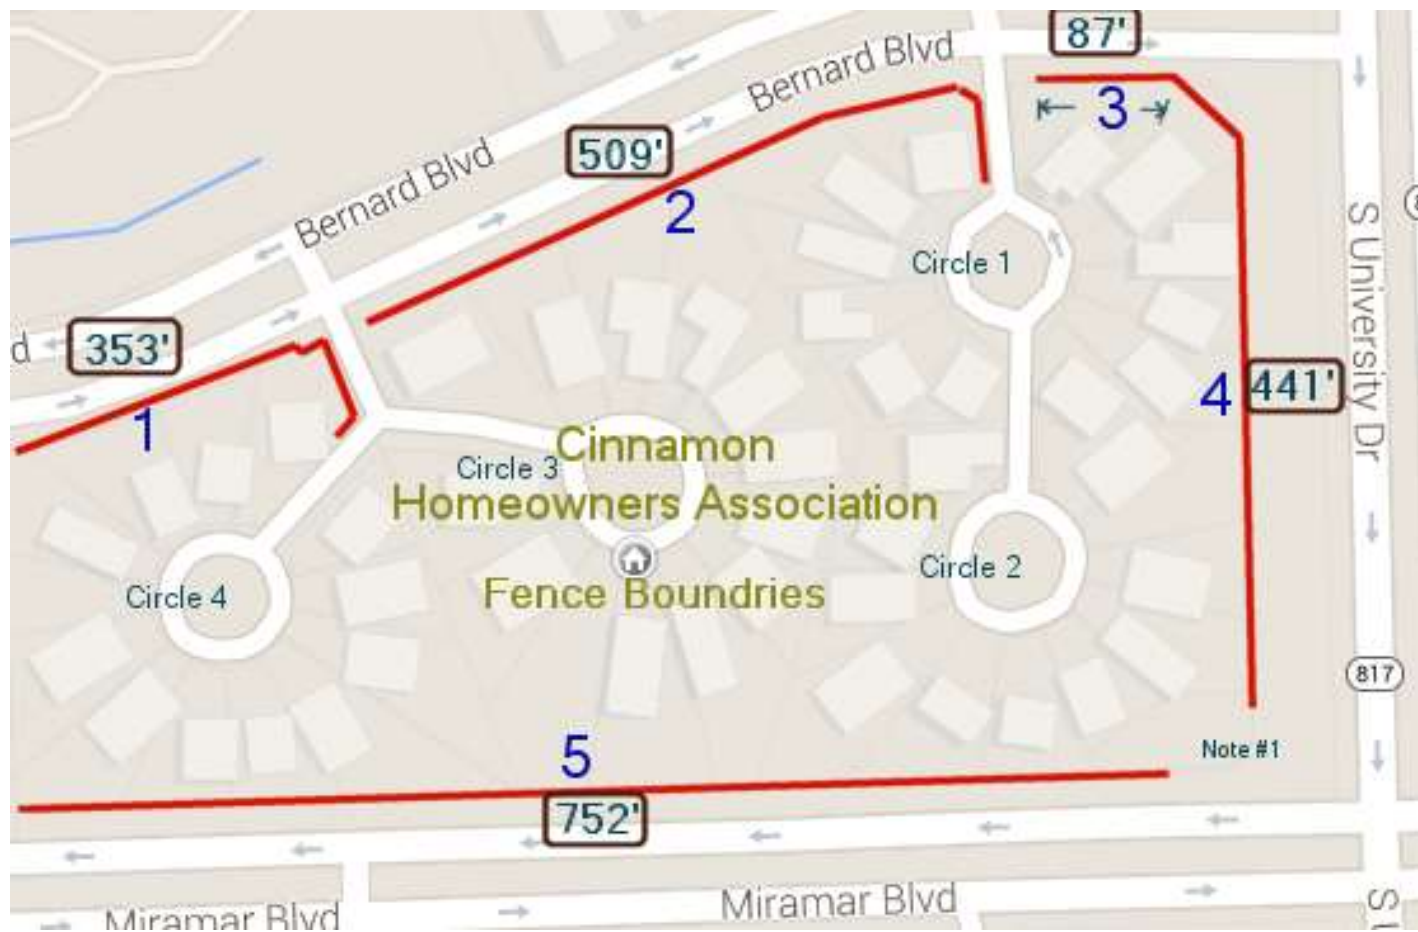 87'
Bernard Blvd
3
509'
Bernard Blvd
2
S University Dr
Circle 1
d
353'
1
4
441'
Cinnamon
Circle 3
Homeowners Association
Circle 2
Fence Boundries
Circle 4
817
Note #1
5
752'
Miramar Blvd
Miramar Blvd
S